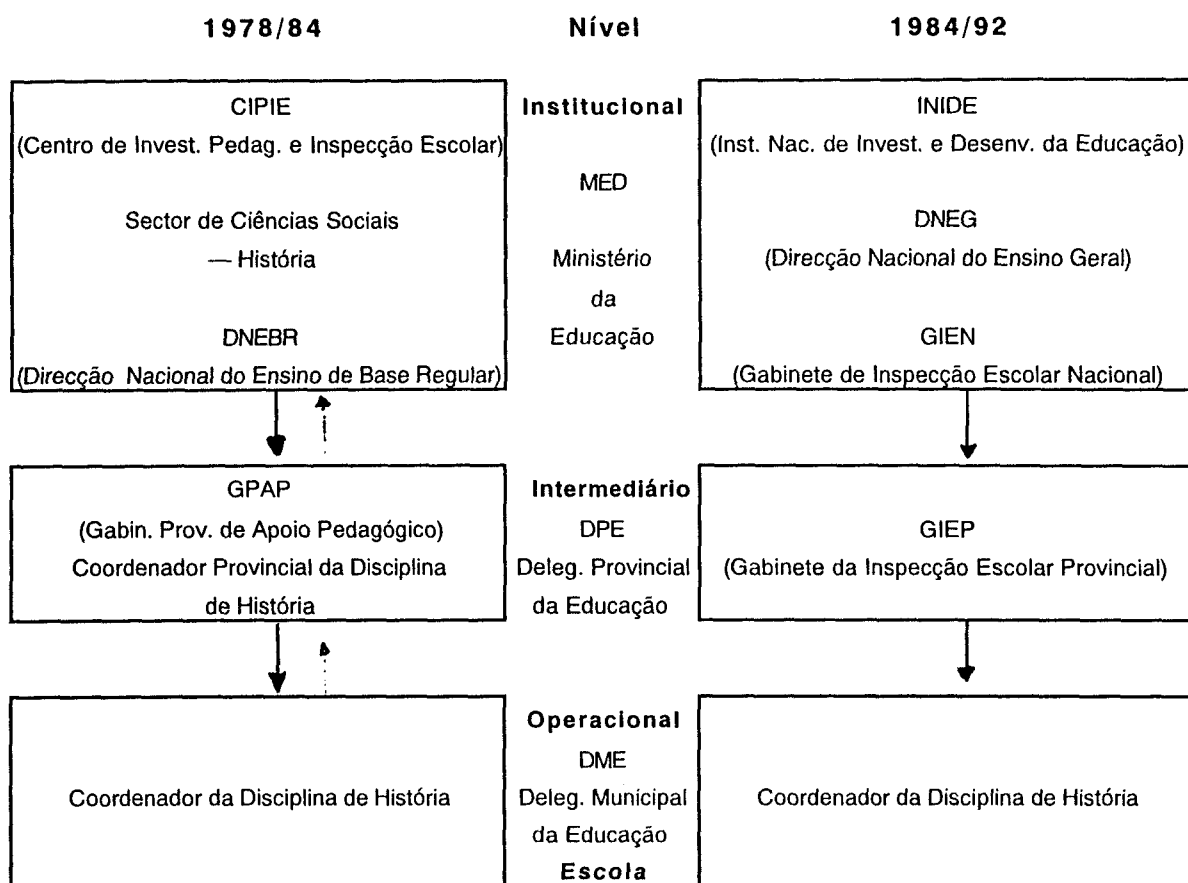 1978/84 Nível 1984/92
CIPIE
(Centro de Invest. Pedag. e Inspecção Escolar)
Sector de Ciências Sociais
— História
DNEBR
(Direcção Nacional do Ensino de Base Regular)
Institucional
MED
Ministério
da
Educação
INIDE
(Inst. Nac. de Invest. e Desenv. da Educação)
DNEG
(Direcção Nacional do Ensino Geral)
GIEN
(Gabinete de Inspecção Escolar Nacional)
GPAP
(Gabin. Prov. de Apoio Pedagógico)
Coordenador Provincial da Disciplina
de História
Intermediário
DPE
Deleg. Provincial
da Educação
GIEP
(Gabinete da Inspecção Escolar Provincial)
Coordenador da Disciplina de História
Operacional
DME
Deleg. Municipal
da Educação
Escola
Coordenador da Disciplina de História